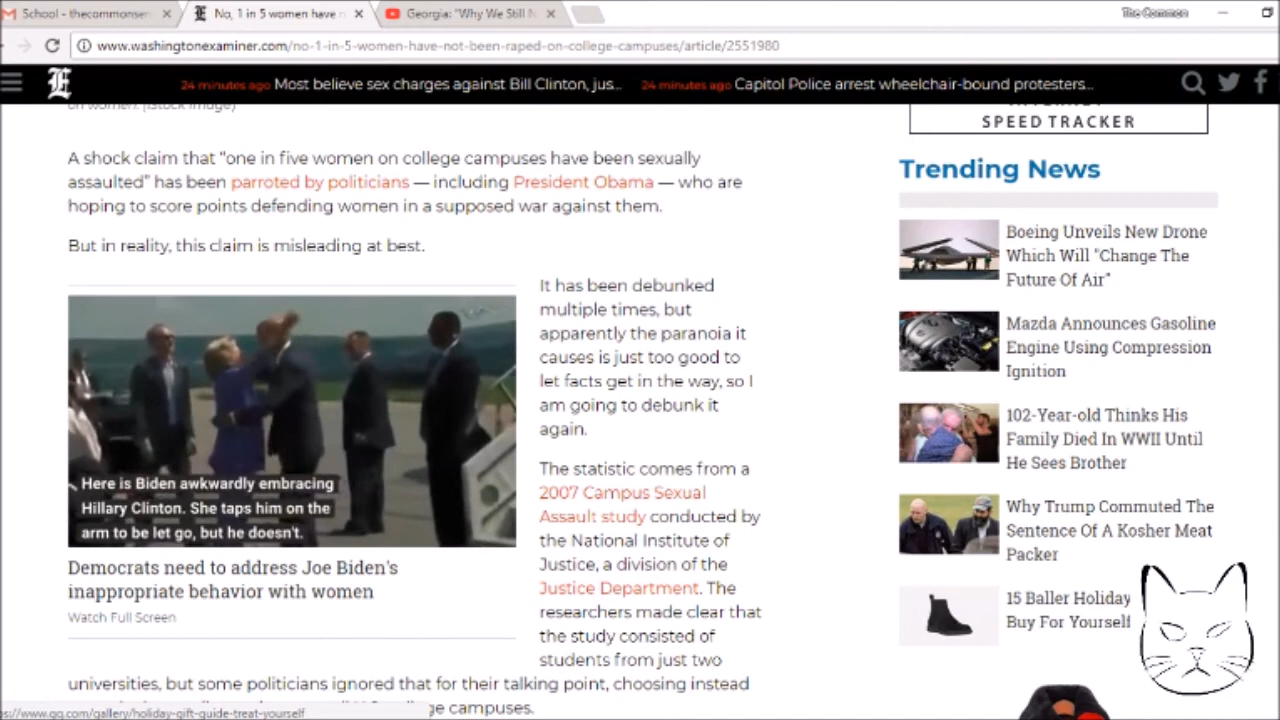 School - thecommonsen
No, 1 in 5 women have n
Georgia: "Why We Still N
The Common
www.washingtonexaminer.com/no-1-in-5-women-have-not-been-raped-on-college-campuses/article/2551980
24 minutes ago Most believe sex charges against Bill Clinton, jus... 24 minutes ago Capitol Police arrest wheelchair-bound protesters...
on women. (iStock image)
A shock claim that "one in five women on college campuses have been sexually
assaulted" has been parroted by politicians — including President Obama — who are
hoping to score points defending women in a supposed war against them.
But in reality, this claim is misleading at best.
Here is Biden awkwardly embracing
Hillary Clinton. She taps him on the
arm to be let go, but he doesn't.
Democrats need to address Joe Biden's
inappropriate behavior with women
Watch Full Screen
It has been debunked
multiple times, but
apparently the paranoia it
causes is just too good to
let facts get in the way, so I
am going to debunk it
again.
The statistic comes from a
2007 Campus Sexual
Assault study conducted by
the National Institute of
Justice, a division of the
Justice Department. The
researchers made clear that
the study consisted of
students from just two
universities, but some politicians ignored that for their talking point, choosing instead
ge campuses.
s://www.gq.com/gallery/holiday-gift-guide-treat-yourself
INTERNET
SPEED TRACKER
Trending News
Boeing Unveils New Drone
Which Will "Change The
Future Of Air"
Mazda Announces Gasoline
Engine Using Compression
Ignition
102-Year-old Thinks His
Family Died In WWII Until
He Sees Brother
Why Trump Commuted The
Sentence Of A Kosher Meat
Packer
15 Baller Holiday
Buy For Yourself